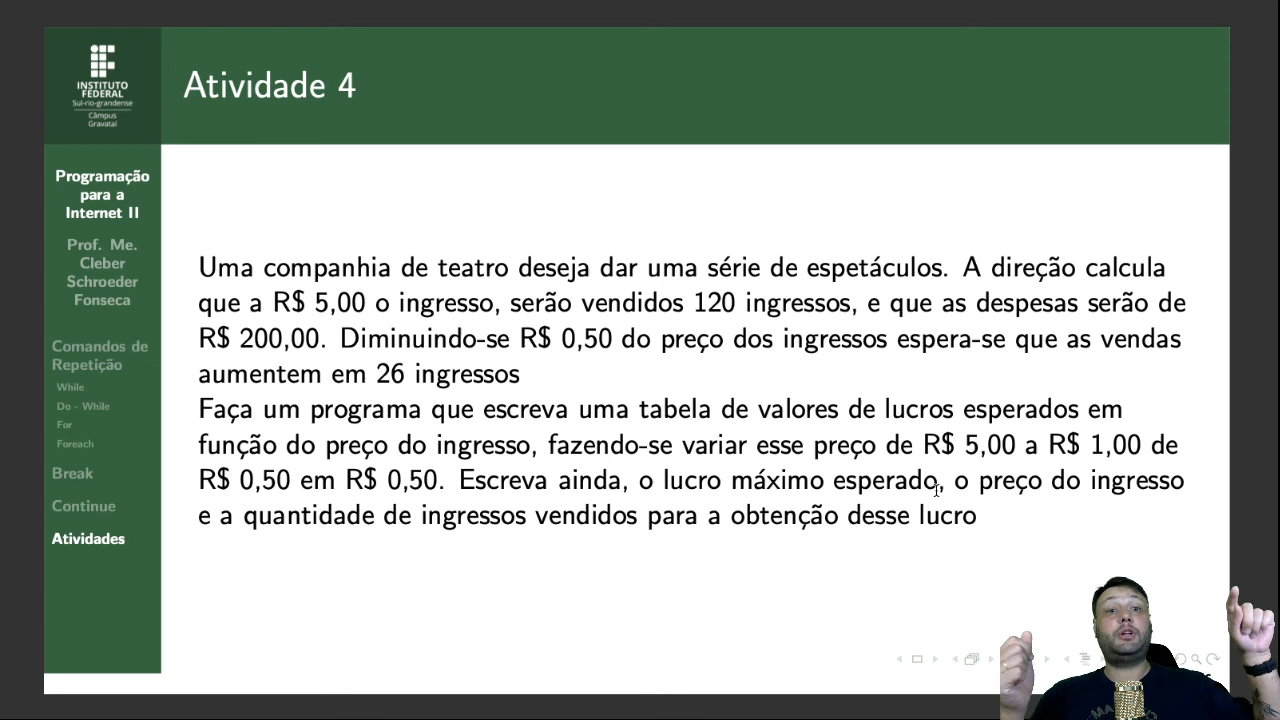 INSTITUTO
FEDERAL
Sul-rio-grandense
Câmpus
Gravataí
Atividade 4
Programação
para a
Internet II
Prof. Me.
Cleber
Schroeder
Fonseca
Comandos de
Repetição
While
Do - While
For
Foreach
Break
Continue
Atividades
Uma companhia de teatro deseja dar uma série de espetáculos. A direção calcula
que a R$ 5,00 o ingresso, serão vendidos 120 ingressos, e que as despesas serão de
R$ 200,00. Diminuindo-se R$ 0,50 do preço dos ingressos espera-se que as vendas
aumentem em 26 ingressos
Faça um programa que escreva uma tabela de valores de lucros esperados em
função do preço do ingresso, fazendo-se variar esse preço de R$ 5,00 a R$ 1,00 de
R$ 0,50 em R$ 0,50. Escreva ainda, o lucro máximo esperado, o preço do ingresso
e a quantidade de ingressos vendidos para a obtenção desse lucro